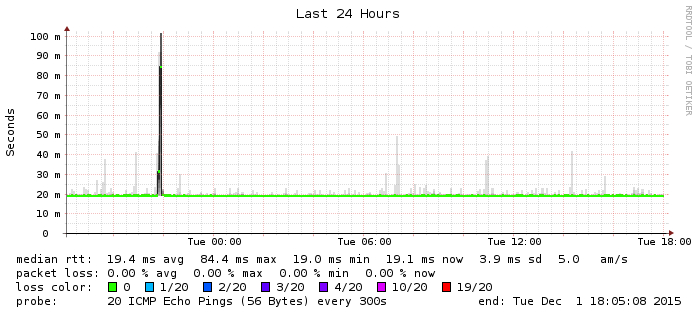 Last 24 Hours
RRDTOOL / TOBI OETIKER
Seconds
100 m
90 m
80 m
70 m
60 m
50 m
40 m
30 m
20 m
10 m
0
Tue 00:00 Tue 06:00 Tue 12:00 Tue 18:00
median rtt: 19.4 ms avg 84.4 ms max 19.0 ms min 19.1 ms now 3.9 ms sd 5.0 am/s
packet loss: 0.00 % avg 0.00 % max 0.00 % min 0.00 % now
loss color: 0 1/20 2/20 3/20 4/20 10/20 19/20
probe: 20 ICMP Echo Pings (56 Bytes) every 300s end: Tue Dec 1 18:05:08 2015